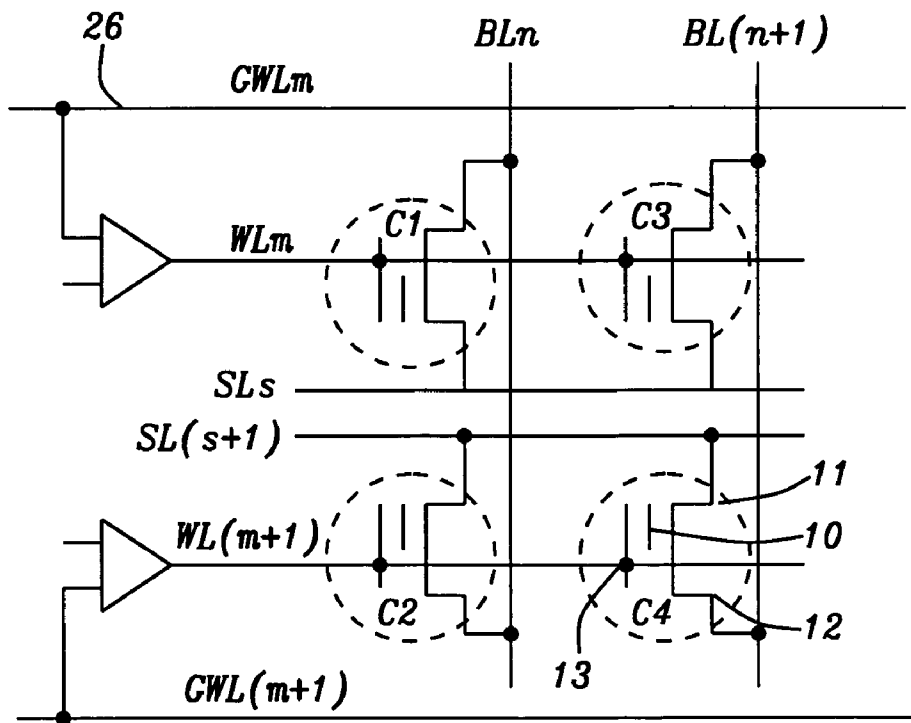 26
BLn
BL(n+1)
GWLm
C1
C3
WLm
SLs
SL(s+1)
11
WL(m+1)
10
C2
C4
12
13
GWL(m+1)